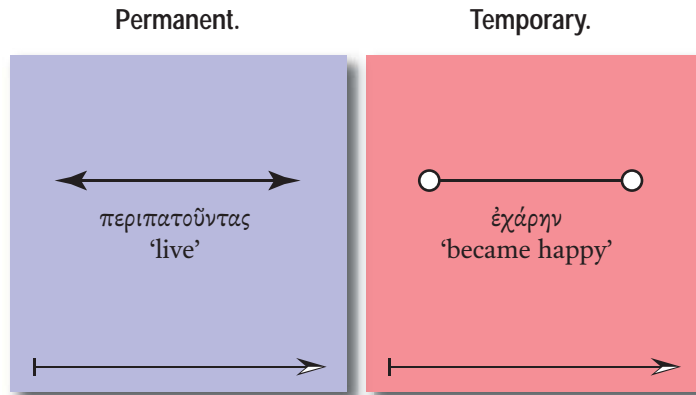 Permanent.
Temporary.
περιπατοῦντας
‘live’
ἐχάρην
‘became happy’